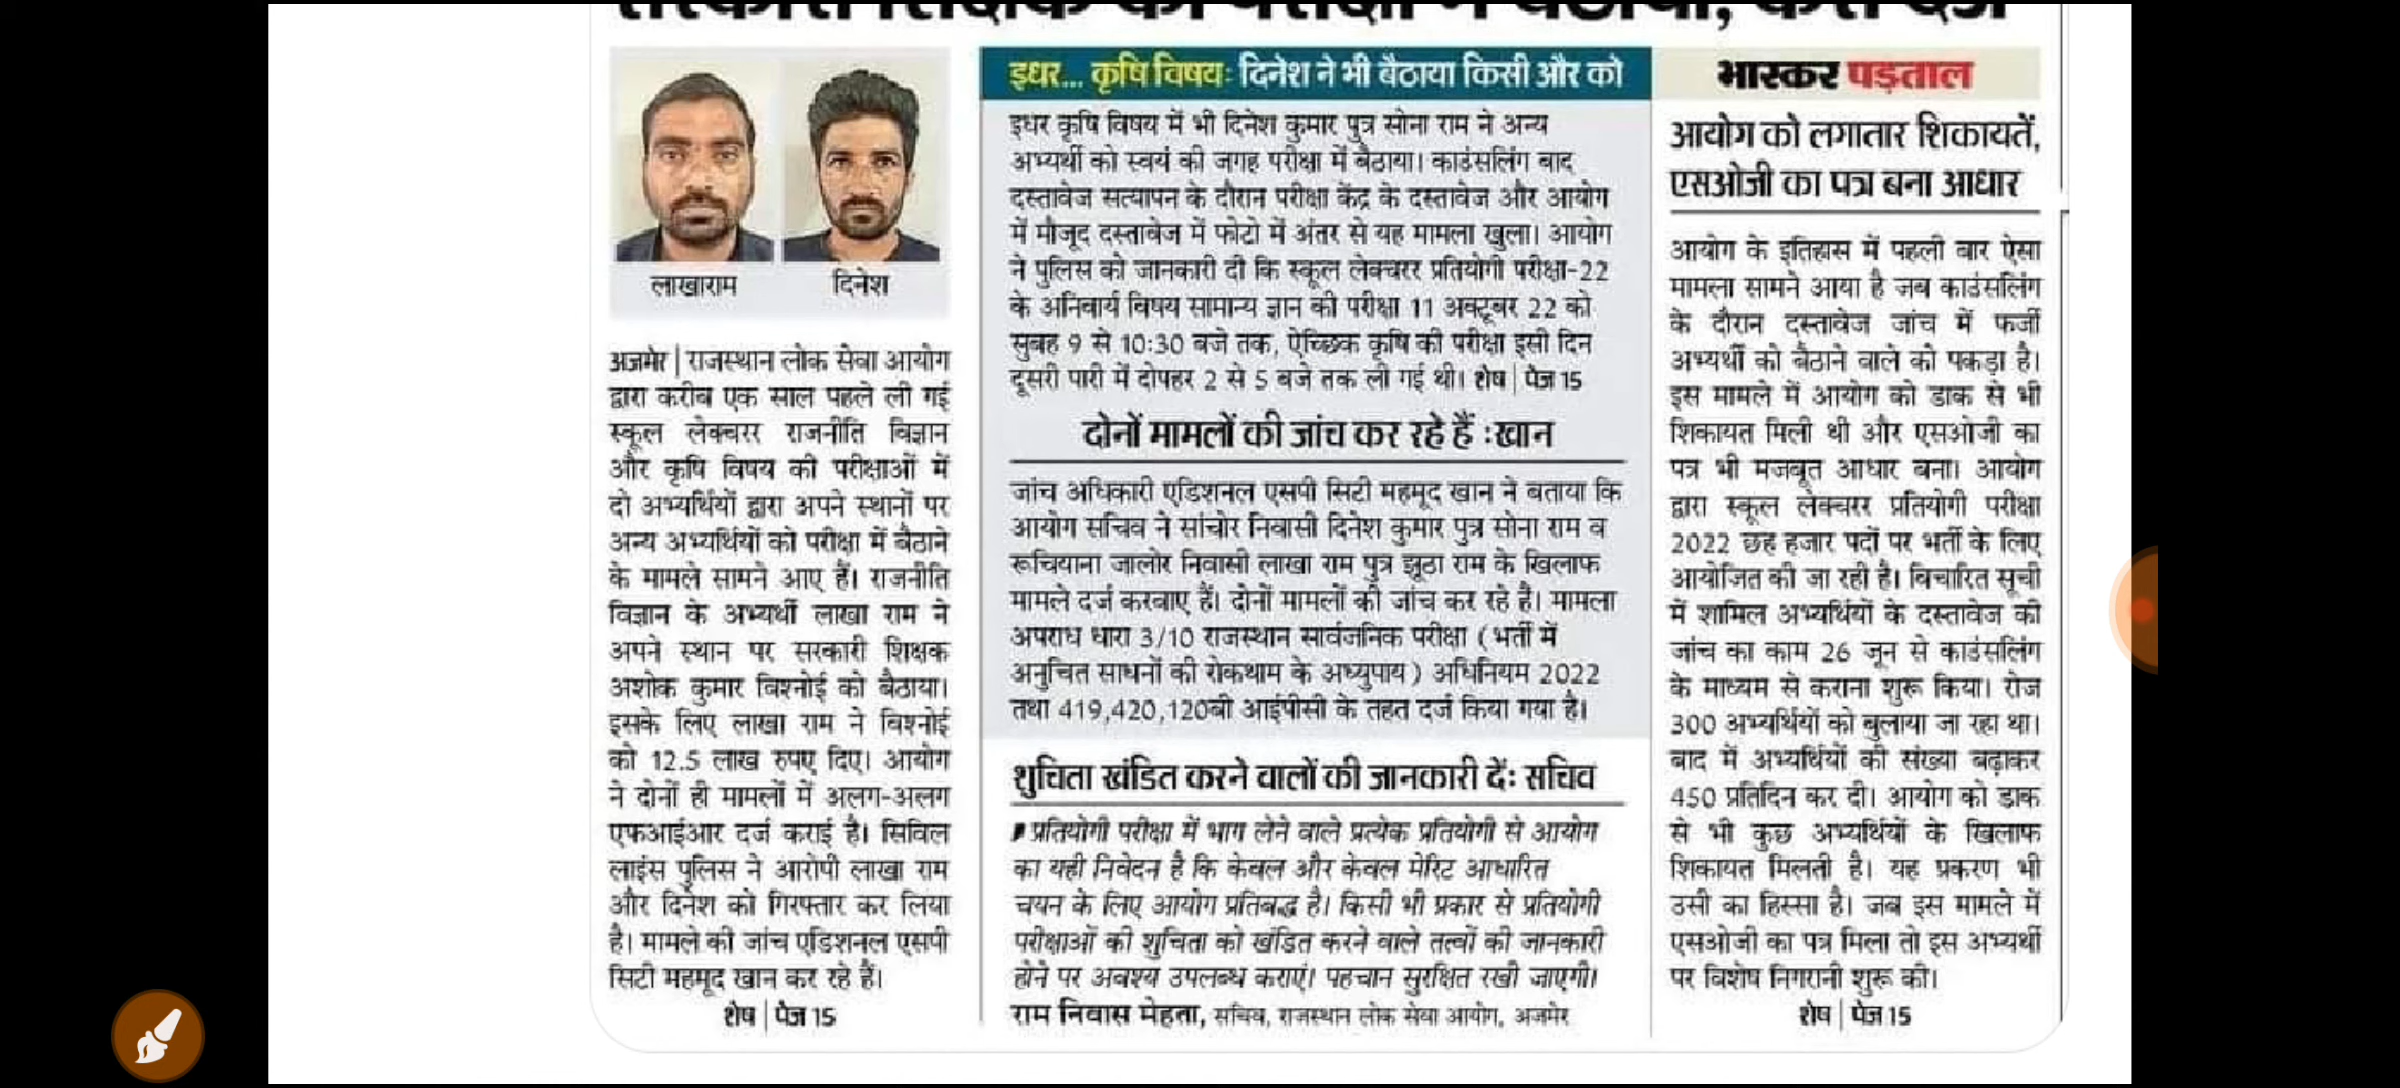 इधर... कृषि विषय: दिनेश ने भी बैठाया किसी और को
भास्कर पड़ताल
लाखाराम
दिनेश
अजमेर | राजस्थान लोक सेवा आयोग
द्वारा करीब एक साल पहले ली गई
स्कूल लेक्चरर राजनीति विज्ञान
और कृषि विषय की परीक्षाओं में
दो अभ्यर्थियों द्वारा अपने स्थानों पर
अन्य अभ्यर्थियों को परीक्षा में बैठाने
के मामले सामने आए हैं। राजनीति
विज्ञान के अभ्यर्थी लाखा राम ने
अपने स्थान पर सरकारी शिक्षक
अशोक कुमार विश्नोई को बैठाया।
इसके लिए लाखा राम ने विश्नोई
को 12.5 लाख रुपए दिए। आयोग
ने दोनों ही मामलों में अलग-अलग
एफआईआर दर्ज कराई है। सिविल
लाइंस पुलिस ने आरोपी लाखा राम
और दिनेश को गिरफ्तार कर लिया
है। मामले की जांच एडिशनल एसपी
सिटी महमूद खान कर रहे हैं।
शेष | पेज 15
इधर कृषि विषय में भी दिनेश कुमार पुत्र सोना राम ने अन्य
अभ्यर्थी को स्वयं की जगह परीक्षा में बैठाया। काउंसलिंग बाद
दस्तावेज सत्यापन के दौरान परीक्षा केंद्र के दस्तावेज और आयोग
में मौजूद दस्तावेज में फोटो में अंतर से यह मामला खुला। आयोग
ने पुलिस को जानकारी दी कि स्कूल लेक्चरर प्रतियोगी परीक्षा-22
के अनिवार्य विषय सामान्य ज्ञान की परीक्षा 11 अक्टूबर 22 को
सुबह 9 से 10:30 बजे तक, ऐच्छिक कृषि की परीक्षा इसी दिन
दूसरी पारी में दोपहर 2 से 5 बजे तक ली गई थी। शेष | पेज 15
दोनों मामलों की जांच कर रहे हैं :खान
जांच अधिकारी एडिशनल एसपी सिटी महमूद खान ने बताया कि
आयोग सचिव ने सांचोर निवासी दिनेश कुमार पुत्र सोना राम व
रूचियाना जालोर निवासी लाखा राम पुत्र झूठा राम के खिलाफ
मामले दर्ज करवाए हैं। दोनों मामलों की जांच कर रहे है। मामला
अपराध धारा 3/10 राजस्थान सार्वजनिक परीक्षा (भर्ती में
अनुचित साधनों की रोकथाम के अध्युपाय) अधिनियम 2022
तथा 419,420,120बी आईपीसी के तहत दर्ज किया गया है।
शुचिता खंडित करने वालों की जानकारी दें: सचिव
प्रतियोगी परीक्षा में भाग लेने वाले प्रत्येक प्रतियोगी से आयोग
का यही निवेदन है कि केवल और केवल मेरिट आधारित
चयन के लिए आयोग प्रतिबद्ध है। किसी भी प्रकार से प्रतियोगी
परीक्षाओं की शुचिता को खंडित करने वाले तत्वों की जानकारी
होने पर अवश्य उपलब्ध कराएं। पहचान सुरक्षित रखी जाएगी।
राम निवास मेहता, सचिव, राजस्थान लोक सेवा आयोग, अजमेर
आयोग को लगातार शिकायतें,
एसओजी का पत्र बना आधार
आयोग के इतिहास में पहली बार ऐसा
मामला सामने आया है जब काउंसलिंग
के दौरान दस्तावेज जांच में फर्जी
अभ्यर्थी को बैठाने वाले को पकड़ा है।
इस मामले में आयोग को डाक से भी
शिकायत मिली थी और एसओजी का
पत्र भी मजबूत आधार बना। आयोग
द्वारा स्कूल लेक्चरर प्रतियोगी परीक्षा
2022 छह हजार पदों पर भर्ती के लिए
आयोजित की जा रही है। विचारित सूची
में शामिल अभ्यर्थियों के दस्तावेज की
जांच का काम 26 जून से काउंसलिंग
के माध्यम से कराना शुरू किया। रोज
300 अभ्यर्थियों को बुलाया जा रहा था।
बाद में अभ्यर्थियों की संख्या बढ़ाकर
450 प्रतिदिन कर दी। आयोग को डाक
से भी कुछ अभ्यर्थियों के खिलाफ
शिकायत मिलती है। यह प्रकरण भी
उसी का हिस्सा है। जब इस मामले में
एसओजी का पत्र मिला तो इस अभ्यर्थी
पर विशेष निगरानी शुरू की।
शेष | पेज 15